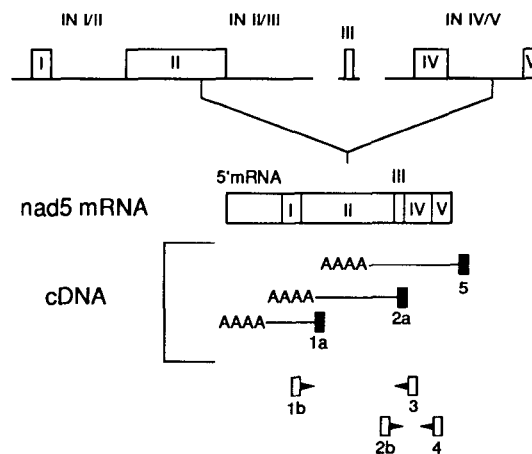 IN I/II IN II/III IN IV/V
III
I II IV V
5'mRNA III
nad5 mRNA I II IV V
cDNA
AAAA 5
AAAA 2a
AAAA 1a
1b 3
2b 4